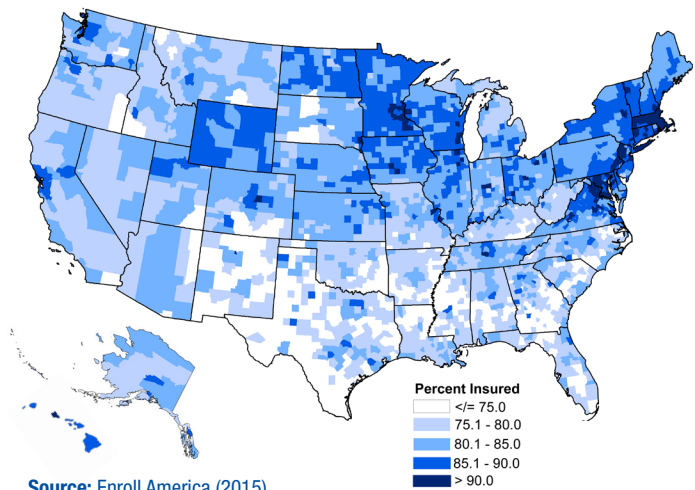 Percent Insured
</= 75.0
75.1 - 80.0
80.1 - 85.0
85.1 - 90.0
> 90.0
Source: Enroll America (2015)